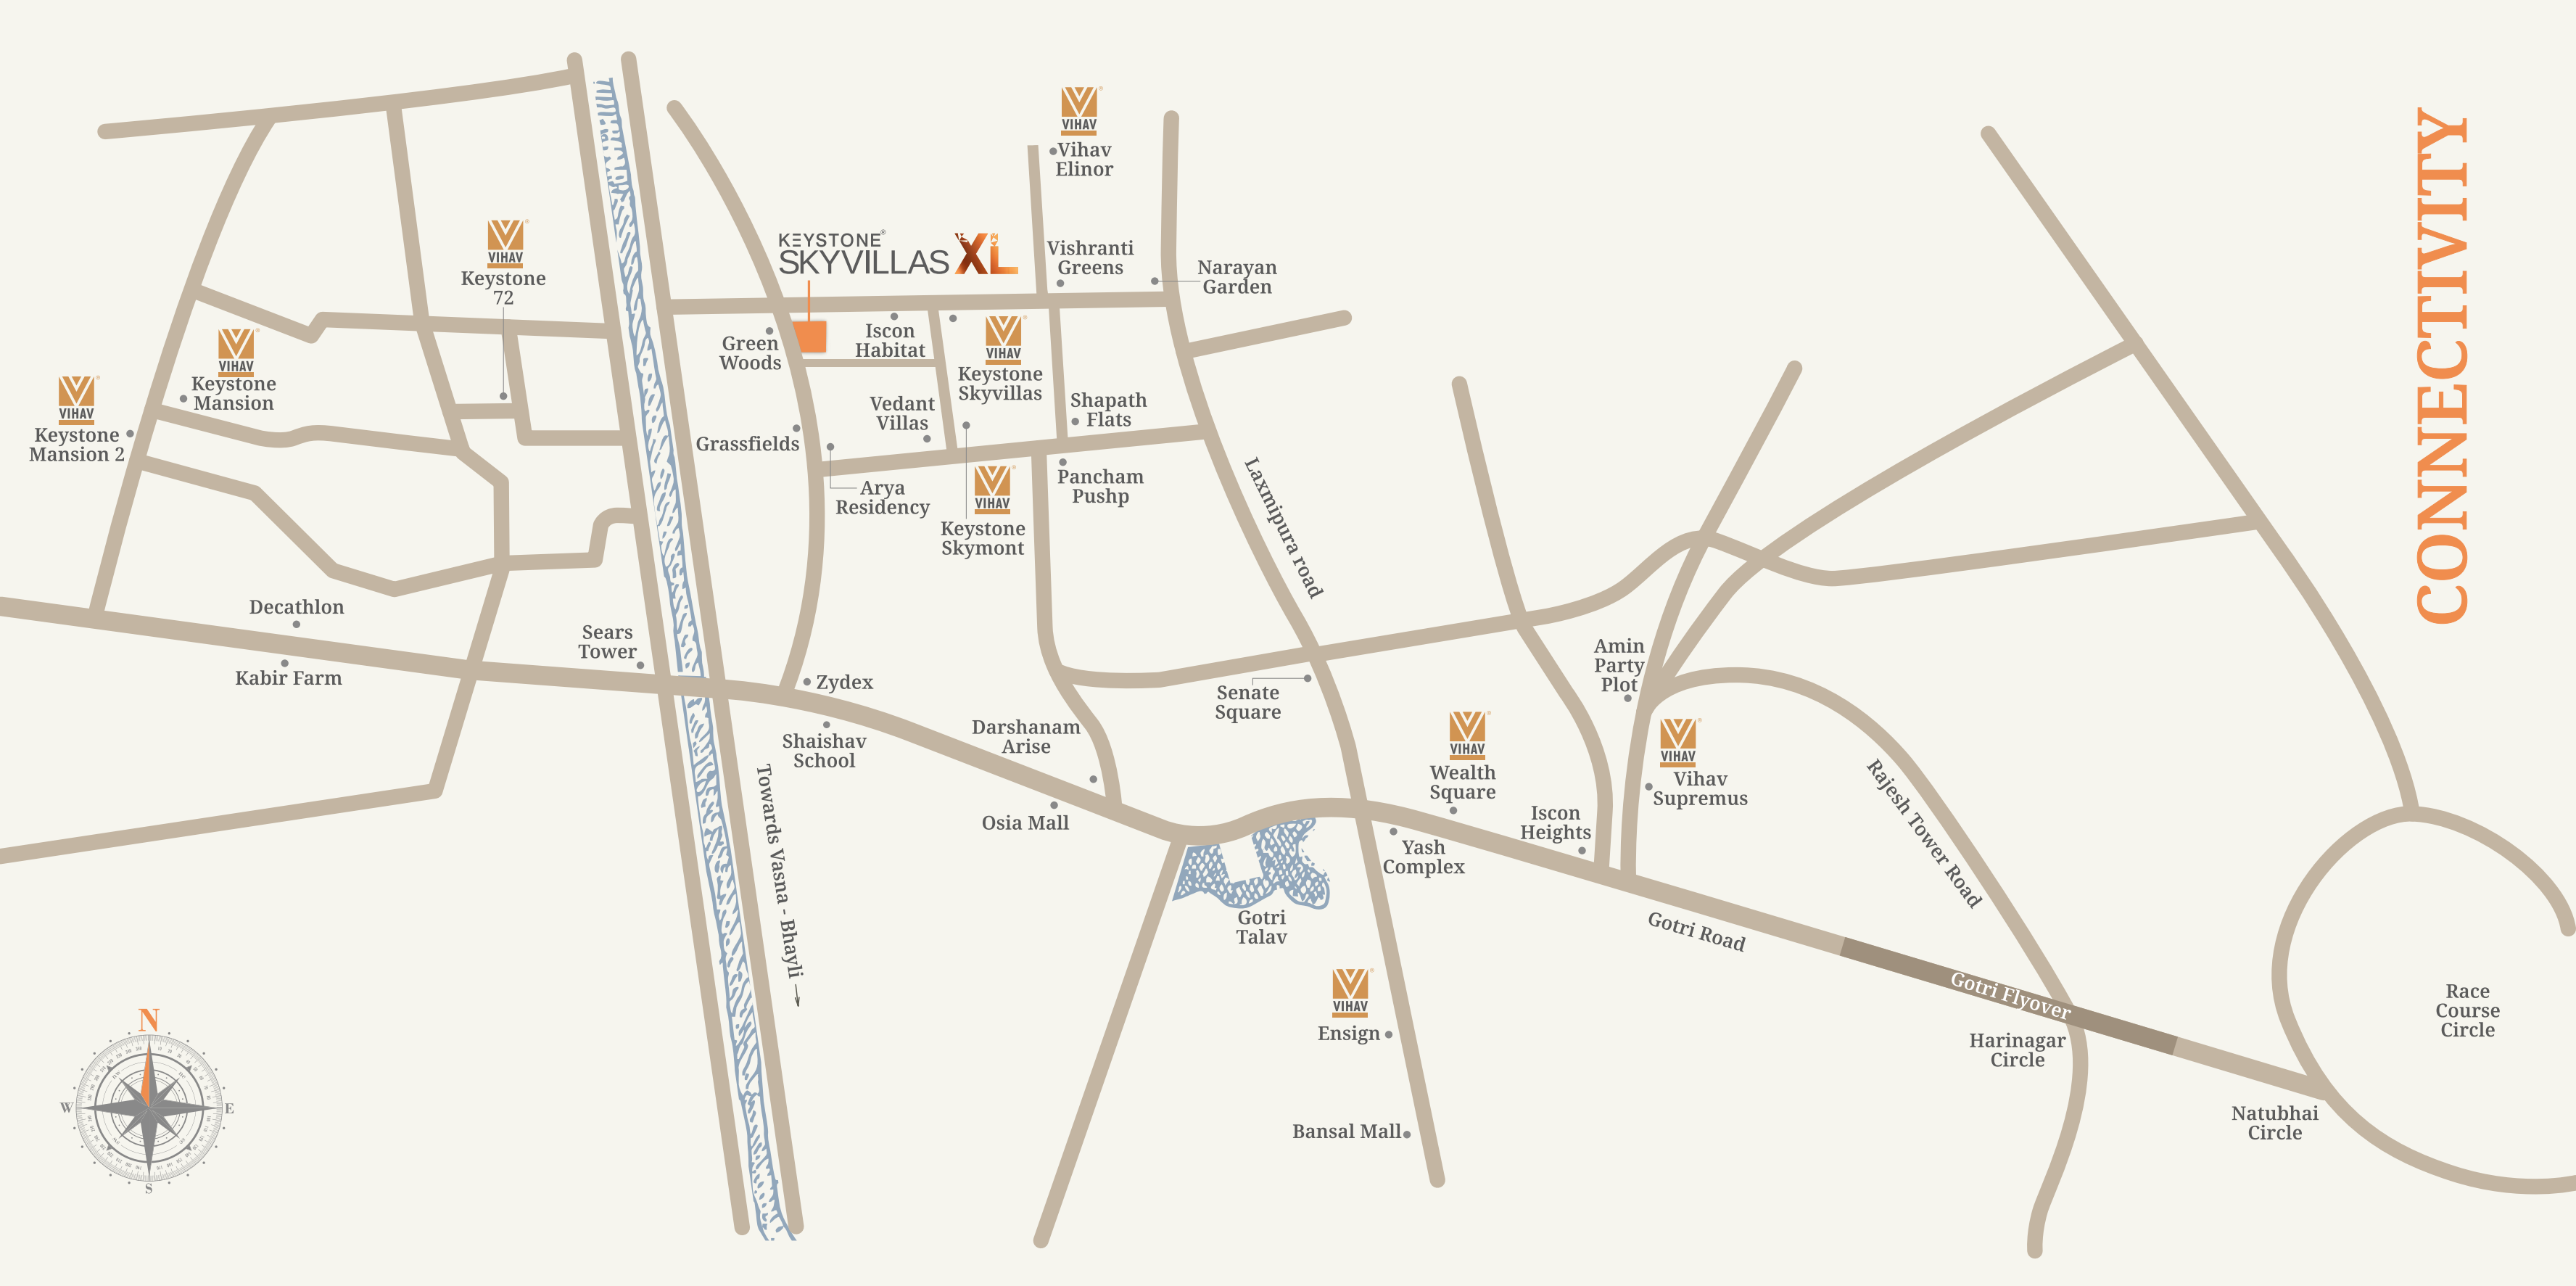 CONNECTIVITY
VIHAV
Vihav
Elinor
VIHAV
Keystone
72
KEYSTONE®
SKYVILLAS XL
Vishranti
Greens
Narayan
Garden
VIHAV
Keystone
Mansion
VIHAV
Keystone
Mansion 2
Green
Woods
Iscon
Habitat
VIHAV
Keystone
Skyvillas
Vedant
Villas
Shapath
Flats
Grassfields
Arya
Residency
VIHAV
Keystone
Skymont
Pancham
Pushp
Laxmipura road
Decathlon
Kabir Farm
Sears
Tower
Zydex
Shaishav
School
Darshanam
Arise
Osia Mall
Senate
Square
Amin
Party
Plot
VIHAV
Wealth
Square
VIHAV
Vihav
Supremus
Iscon
Heights
Yash
Complex
Rajesh Tower Road
Towards Vasna - Bhayli →
Gotri
Talav
Gotri Road
Gotri Flyover
VIHAV
Ensign
Bansal Mall
Harinagar
Circle
Race
Course
Circle
Natubhai
Circle
N
W
E
S